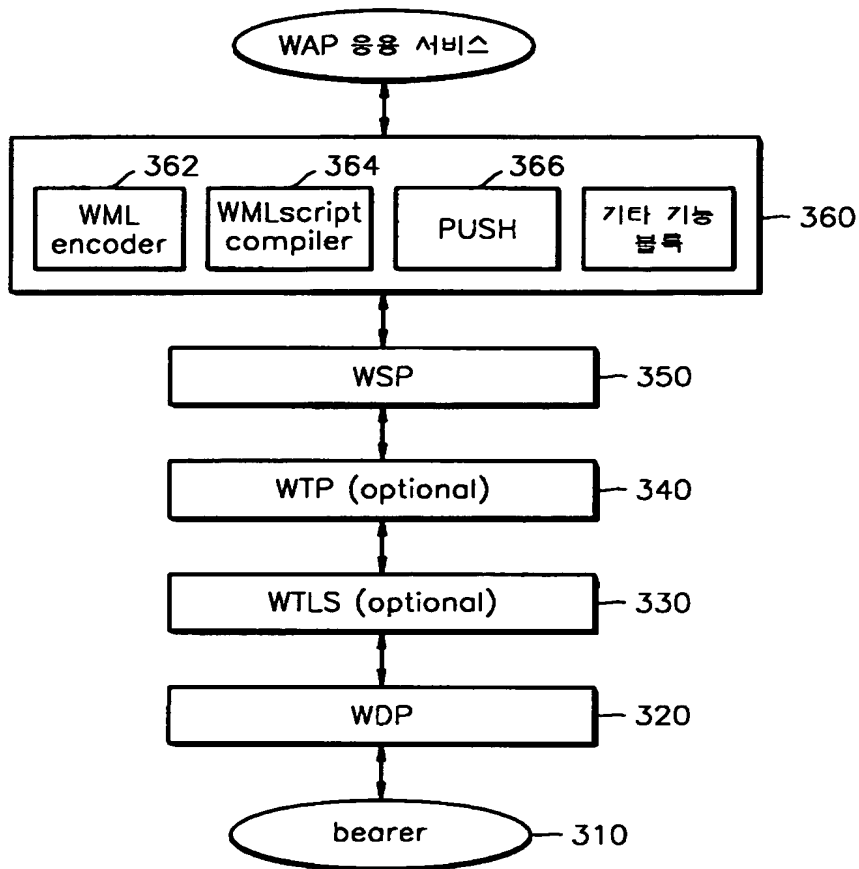 WAP 응용 서비스
362
364
366
WML
encoder
WMLscript
compiler
PUSH
기타 기능
블록
360
WSP
350
WTP (optional)
340
WTLS (optional)
330
WDP
320
bearer
310